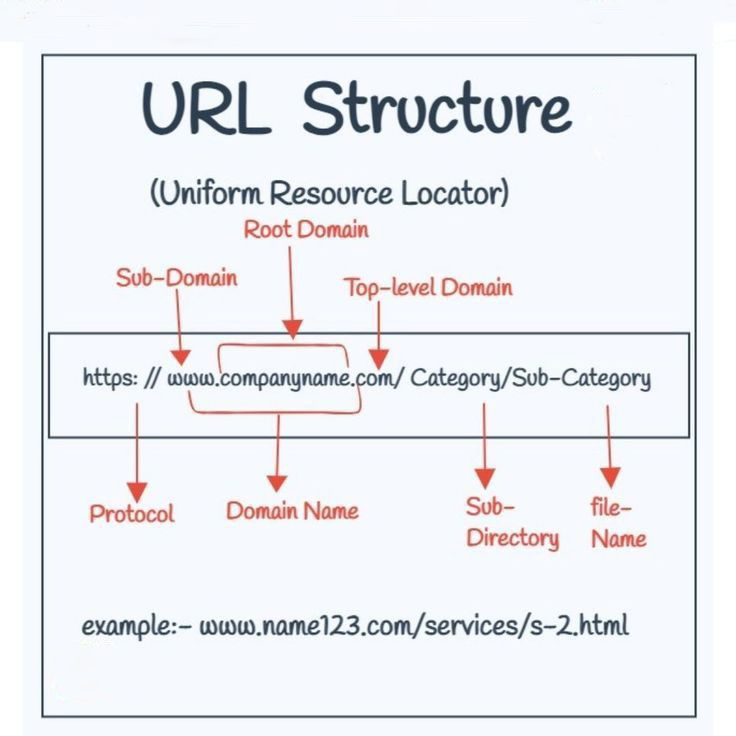 URL Structure
(Uniform Resource Locator)
Root Domain
Sub-Domain
Top-level Domain
https: // www.companyname.com/ Category/Sub-Category
Protocol
Domain Name
Sub-
Directory
file-
Name
example:- www.name123.com/services/s-2.html